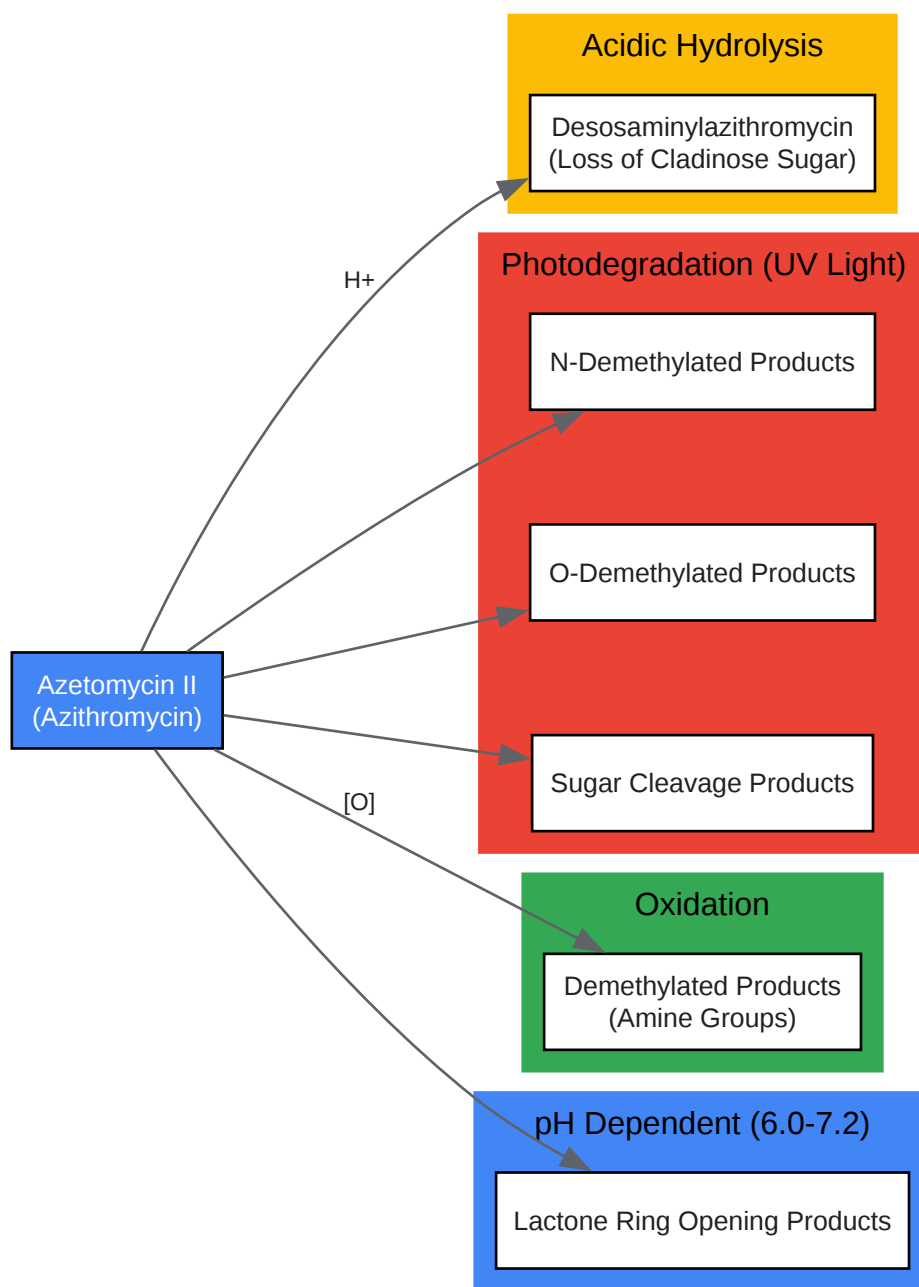 Acidic Hydrolysis
Desosaminylazithromycin
(Loss of Cladinose Sugar)
H+
Photodegradation (UV Light)
N-Demethylated Products
O-Demethylated Products
Azetomycin II
(Azithromycin)
Sugar Cleavage Products
[O]
Oxidation
Demethylated Products
(Amine Groups)
pH Dependent (6.0-7.2)
Lactone Ring Opening Products